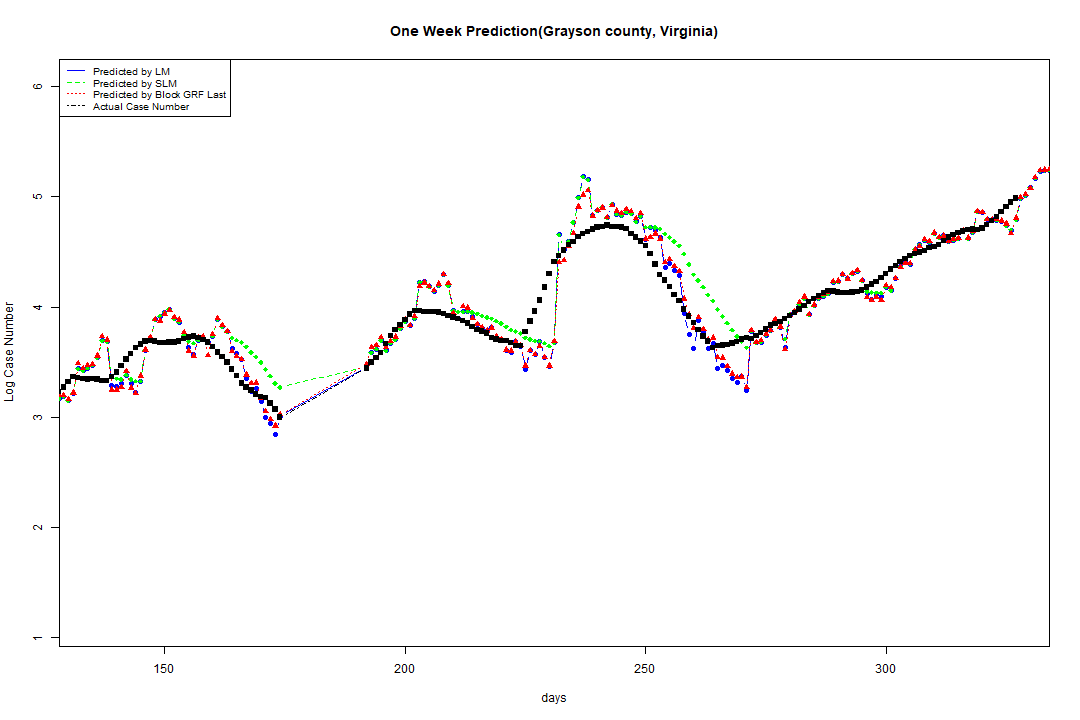 One Week Prediction(Grayson county, Virginia)
Predicted by LM
Predicted by SLM
Predicted by Block GRF Last
Actual Case Number
Log Case Number
6
5
4
3
2
1
150
200
250
300
days